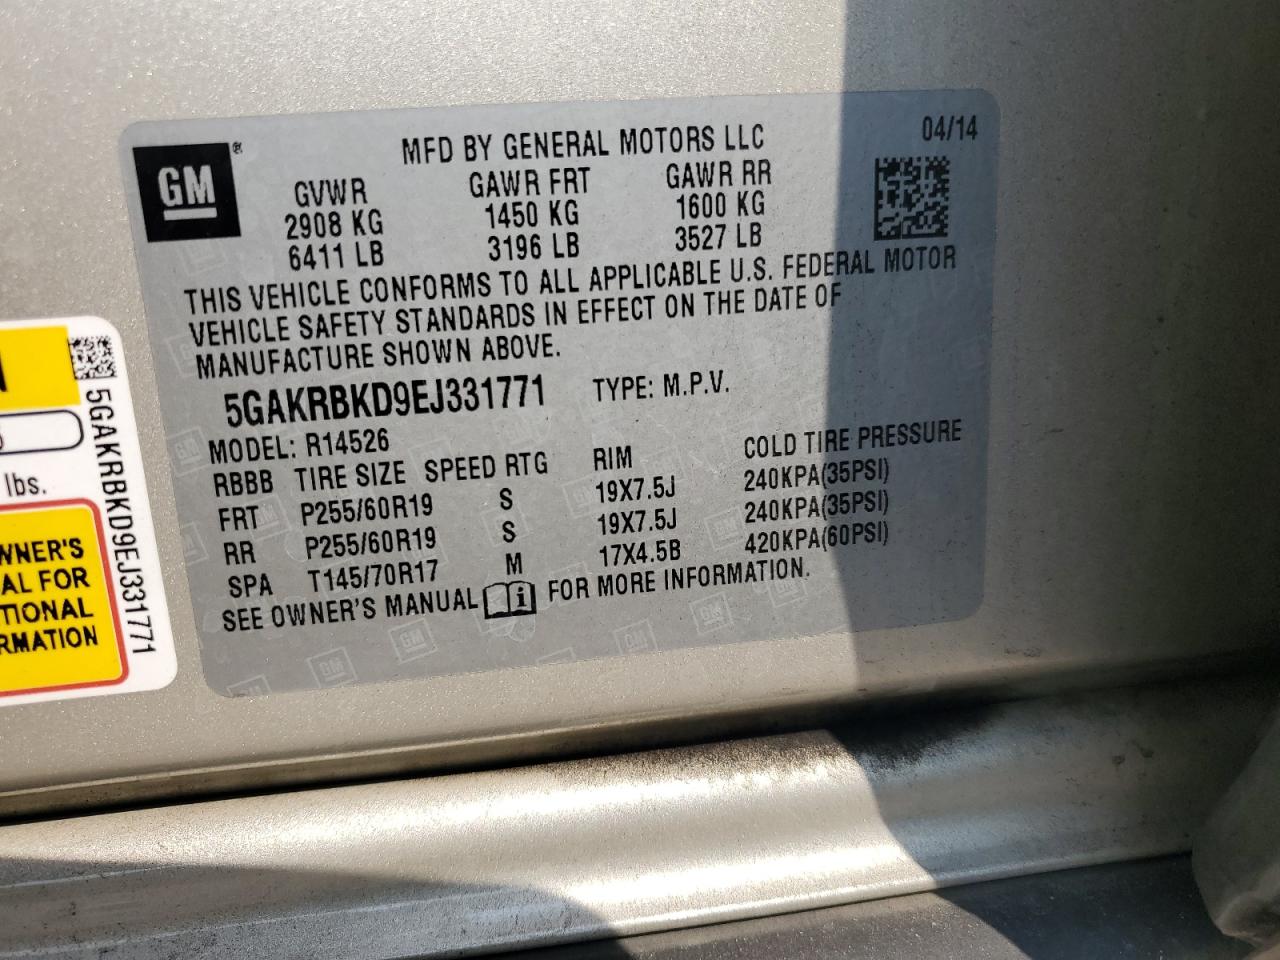 GM®
MFD BY GENERAL MOTORS LLC 04/14
GVWR GAWR FRT GAWR RR
2908 KG 1450 KG 1600 KG
6411 LB 3196 LB 3527 LB
THIS VEHICLE CONFORMS TO ALL APPLICABLE U.S. FEDERAL MOTOR
VEHICLE SAFETY STANDARDS IN EFFECT ON THE DATE OF
MANUFACTURE SHOWN ABOVE.
5GAKRBKD9EJ331771 TYPE: M.P.V.
MODEL: R14526
RBBB TIRE SIZE SPEED RTG RIM COLD TIRE PRESSURE
FRT P255/60R19 S 19X7.5J 240KPA(35PSI)
RR P255/60R19 S 19X7.5J 240KPA(35PSI)
SPA T145/70R17 M 17X4.5B 420KPA(60PSI)
SEE OWNER'S MANUAL FOR MORE INFORMATION.
5GAKRBKD9EJ331771
lbs.
WNER'S
AL FOR
TIONAL
RMATION
GM